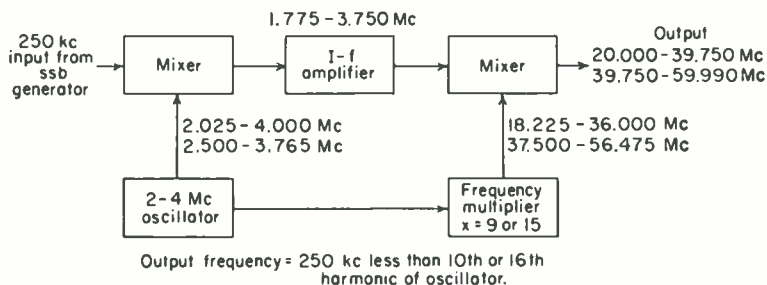 1.775-3.750 Mc
250 kc
input from
ssb
generator
Mixer
I-f
amplifier
Mixer
Output
20.000-39.750 Mc
39.750-59.990 Mc
2.025-4.000 Mc
2.500-3.765 Mc
18.225-36.000 Mc
37.500-56.475 Mc
2-4 Mc
oscillator
Frequency
multiplier
x = 9 or 15
Output frequency = 250 kc less than 10th or 16th
harmonic of oscillator.